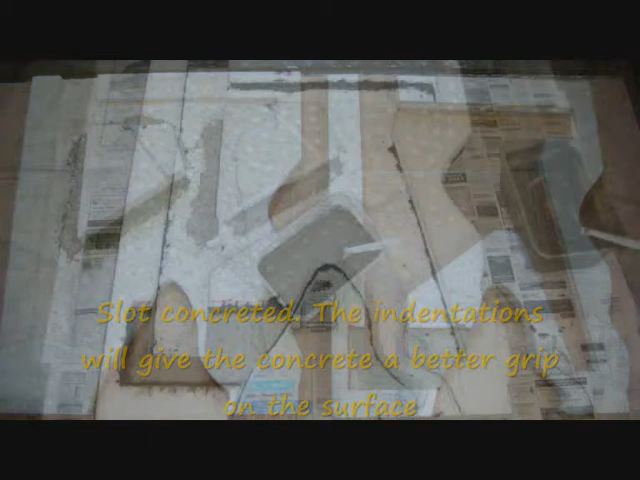 Slot concreted. The indentations
will give the concrete a better grip
on the surface